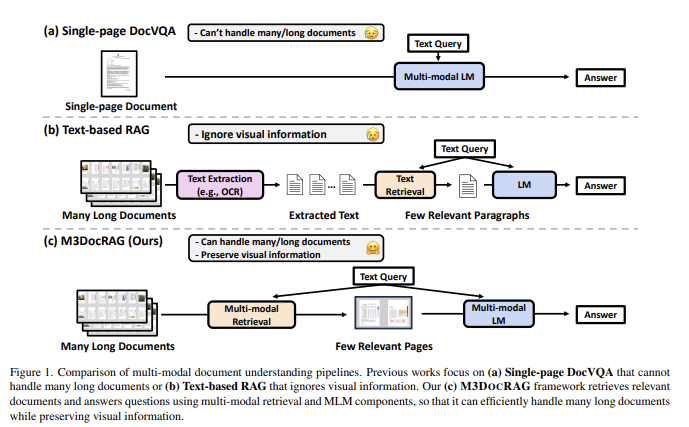 (a) Single-page DocVQA
- Can't handle many/long documents
Text Query
Multi-modal LM
Answer
Single-page Document
(b) Text-based RAG
- Ignore visual information
Text Query
Text Extraction
(e.g., OCR)
...
Text
Retrieval
LM
Answer
Many Long Documents
Extracted Text
Few Relevant Paragraphs
(c) M3DocRAG (Ours)
- Can handle many/long documents
- Preserve visual information
Text Query
Multi-modal
Retrieval
Multi-modal
LM
Answer
Many Long Documents
Few Relevant Pages
Figure 1. Comparison of multi-modal document understanding pipelines. Previous works focus on (a) Single-page DocVQA that cannot
handle many long documents or (b) Text-based RAG that ignores visual information. Our (c) M3DOCRAG framework retrieves relevant
documents and answers questions using multi-modal retrieval and MLM components, so that it can efficiently handle many long documents
while preserving visual information.